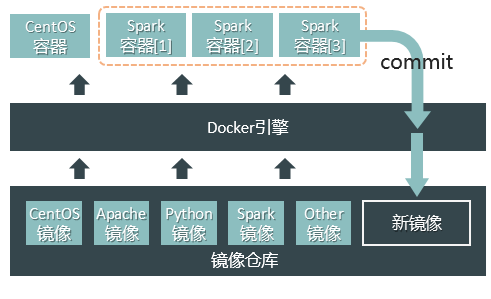 CentOS
容器
Spark
容器[1]
Spark
容器[2]
Spark
容器[3]
commit
Docker引擎
CentOS
镜像
Apache
镜像
Python
镜像
Spark
镜像
Other
镜像
新镜像
镜像仓库